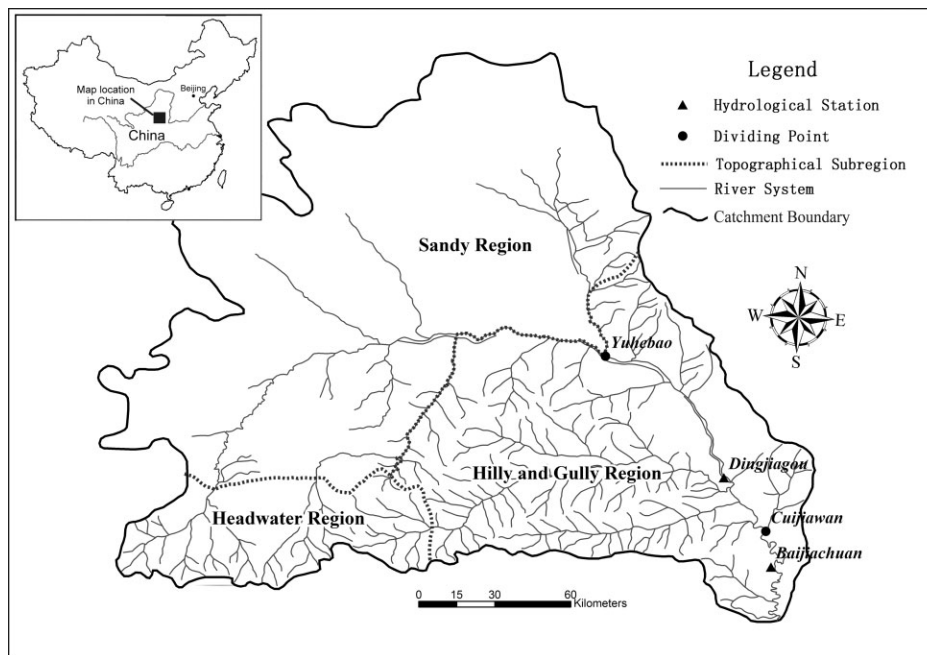 Map location
in China
Beijing
China
Legend
Hydrological Station
Dividing Point
Topographical Subregion
River System
Catchment Boundary
N
W
E
S
Sandy Region
Yuhebao
Hilly and Gully Region
Dingjiagou
Headwater Region
Cuijiawan
Baijiachuan
0 15 30 60
Kilometers